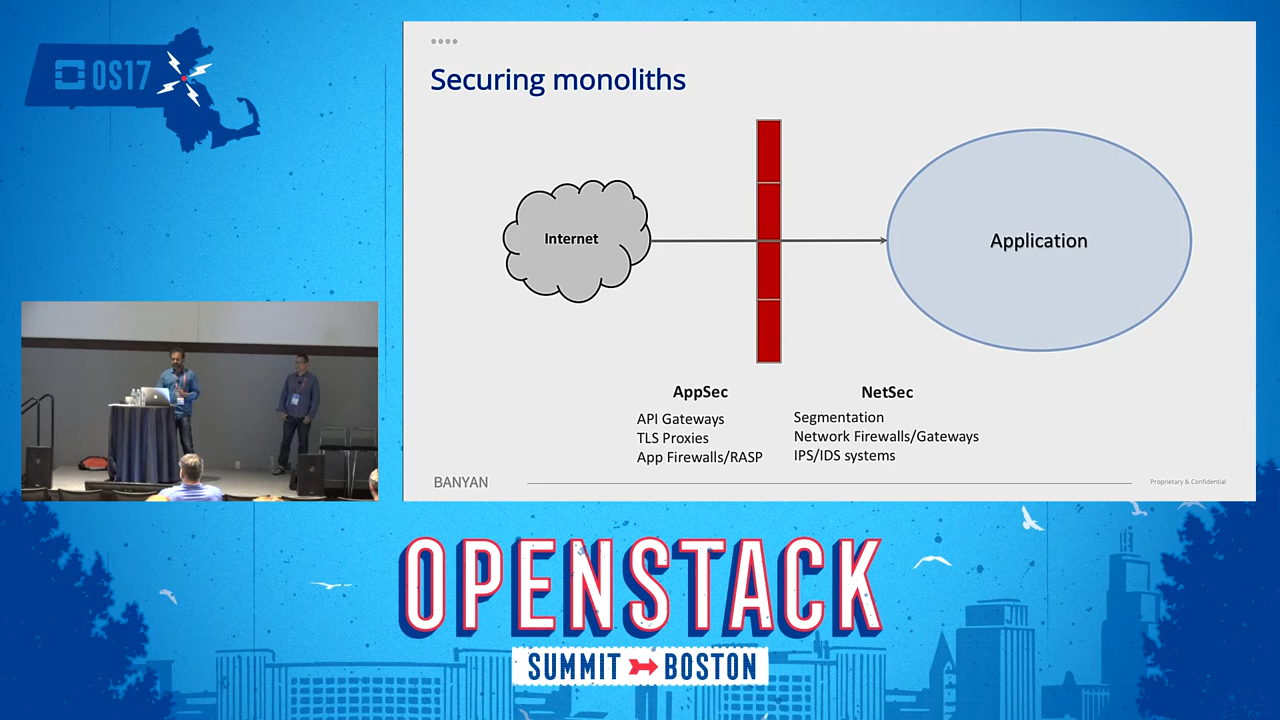 OS17
Securing monoliths
Internet
Application
AppSec
API Gateways
TLS Proxies
App Firewalls/RASP
NetSec
Segmentation
Network Firewalls/Gateways
IPS/IDS systems
BANYAN
Proprietary & Confidential
OPENSTACK
SUMMIT BOSTON